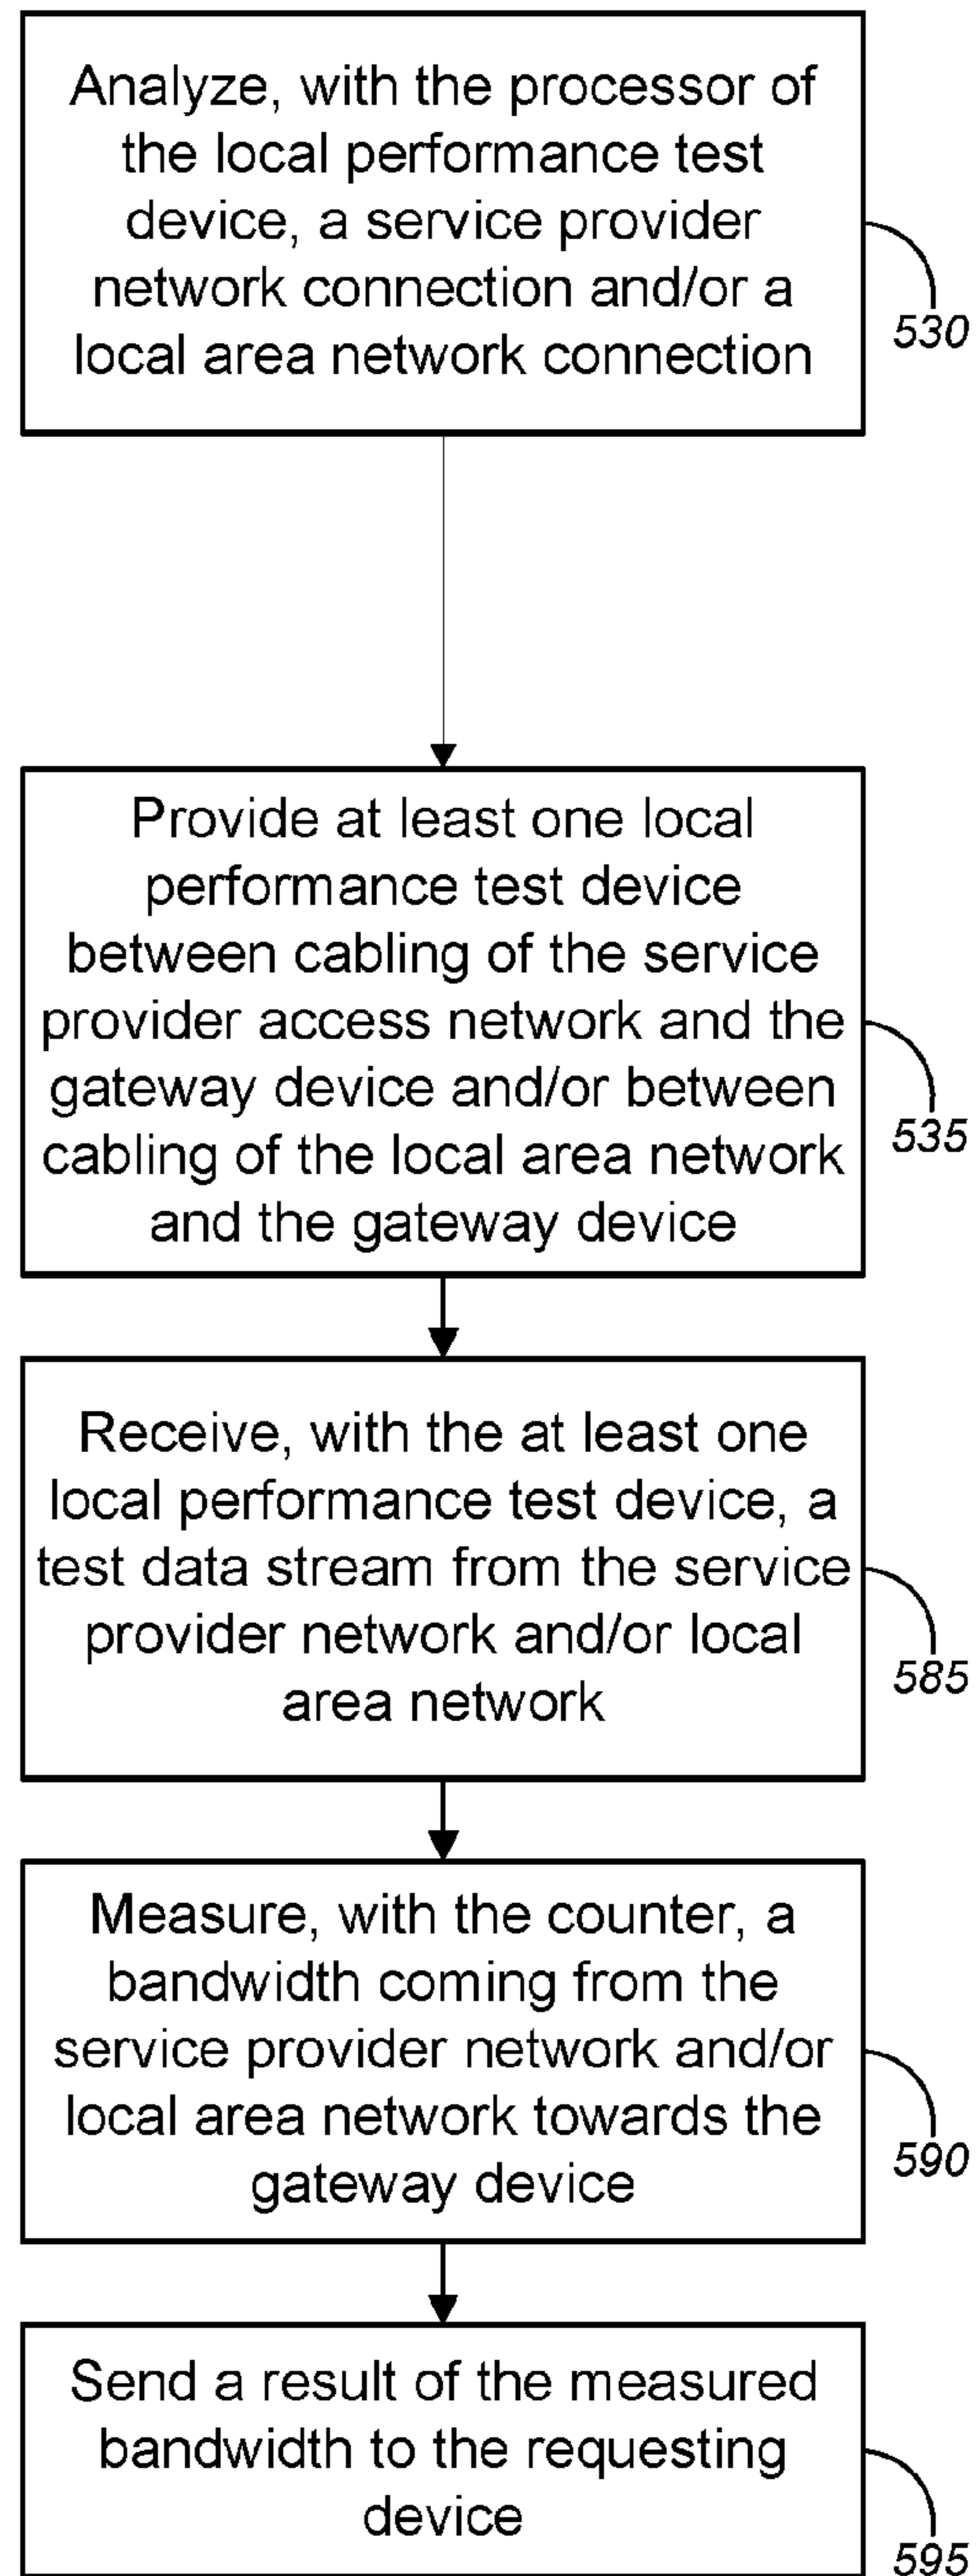 Analyze, with the processor of
the local performance test
device, a service provider
network connection and/or a
local area network connection
530
Provide at least one local
performance test device
between cabling of the service
provider access network and the
gateway device and/or between
cabling of the local area network
and the gateway device
535
Receive, with the at least one
local performance test device, a
test data stream from the service
provider network and/or local
area network
585
Measure, with the counter, a
bandwidth coming from the
service provider network and/or
local area network towards the
gateway device
590
Send a result of the measured
bandwidth to the requesting
device
595